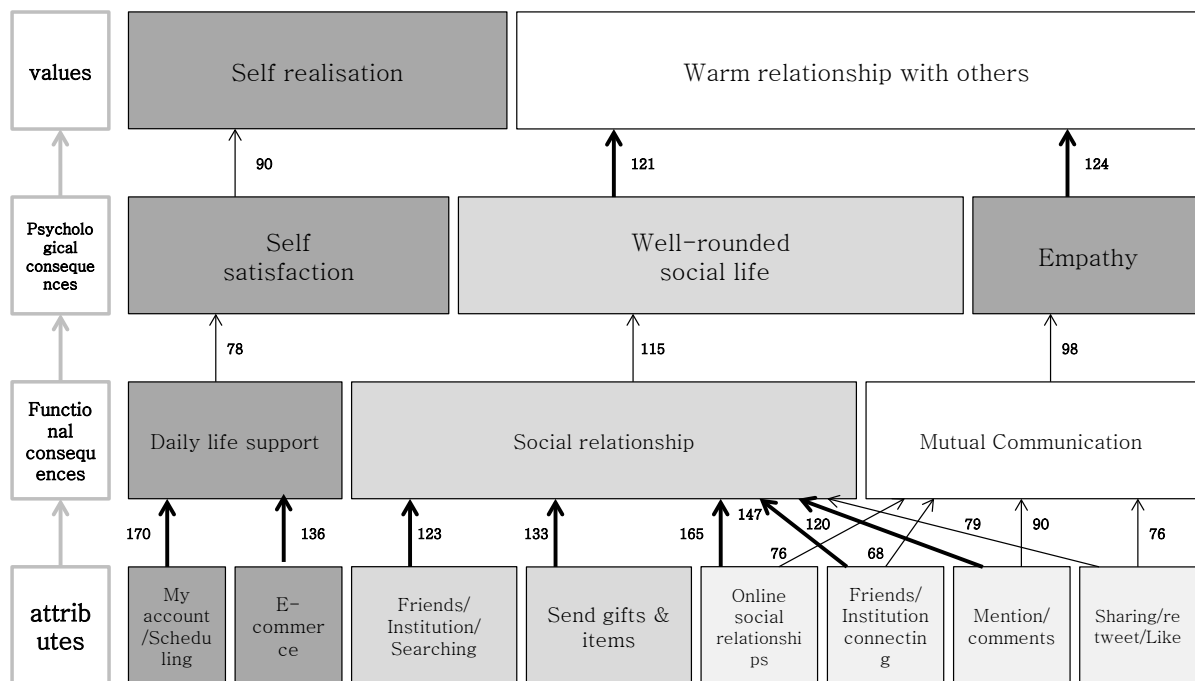 values
Self realisation
Warm relationship with others
90
121
124
Psycholo
gical
conseque
nces
Self
satisfaction
Well-rounded
social life
Empathy
78
115
98
Functio
nal
consequ
ences
Daily life support
Social relationship
Mutual Communication
170
136
123
133
165
147
76
120
68
79
90
76
attrib
utes
My
account
/Schedu
ling
E-
commer
ce
Friends/
Institution/
Searching
Send gifts &
items
Online
social
relationshi
ps
Friends/
Institution
connectin
g
Mention/
comments
Sharing/re
tweet/Like